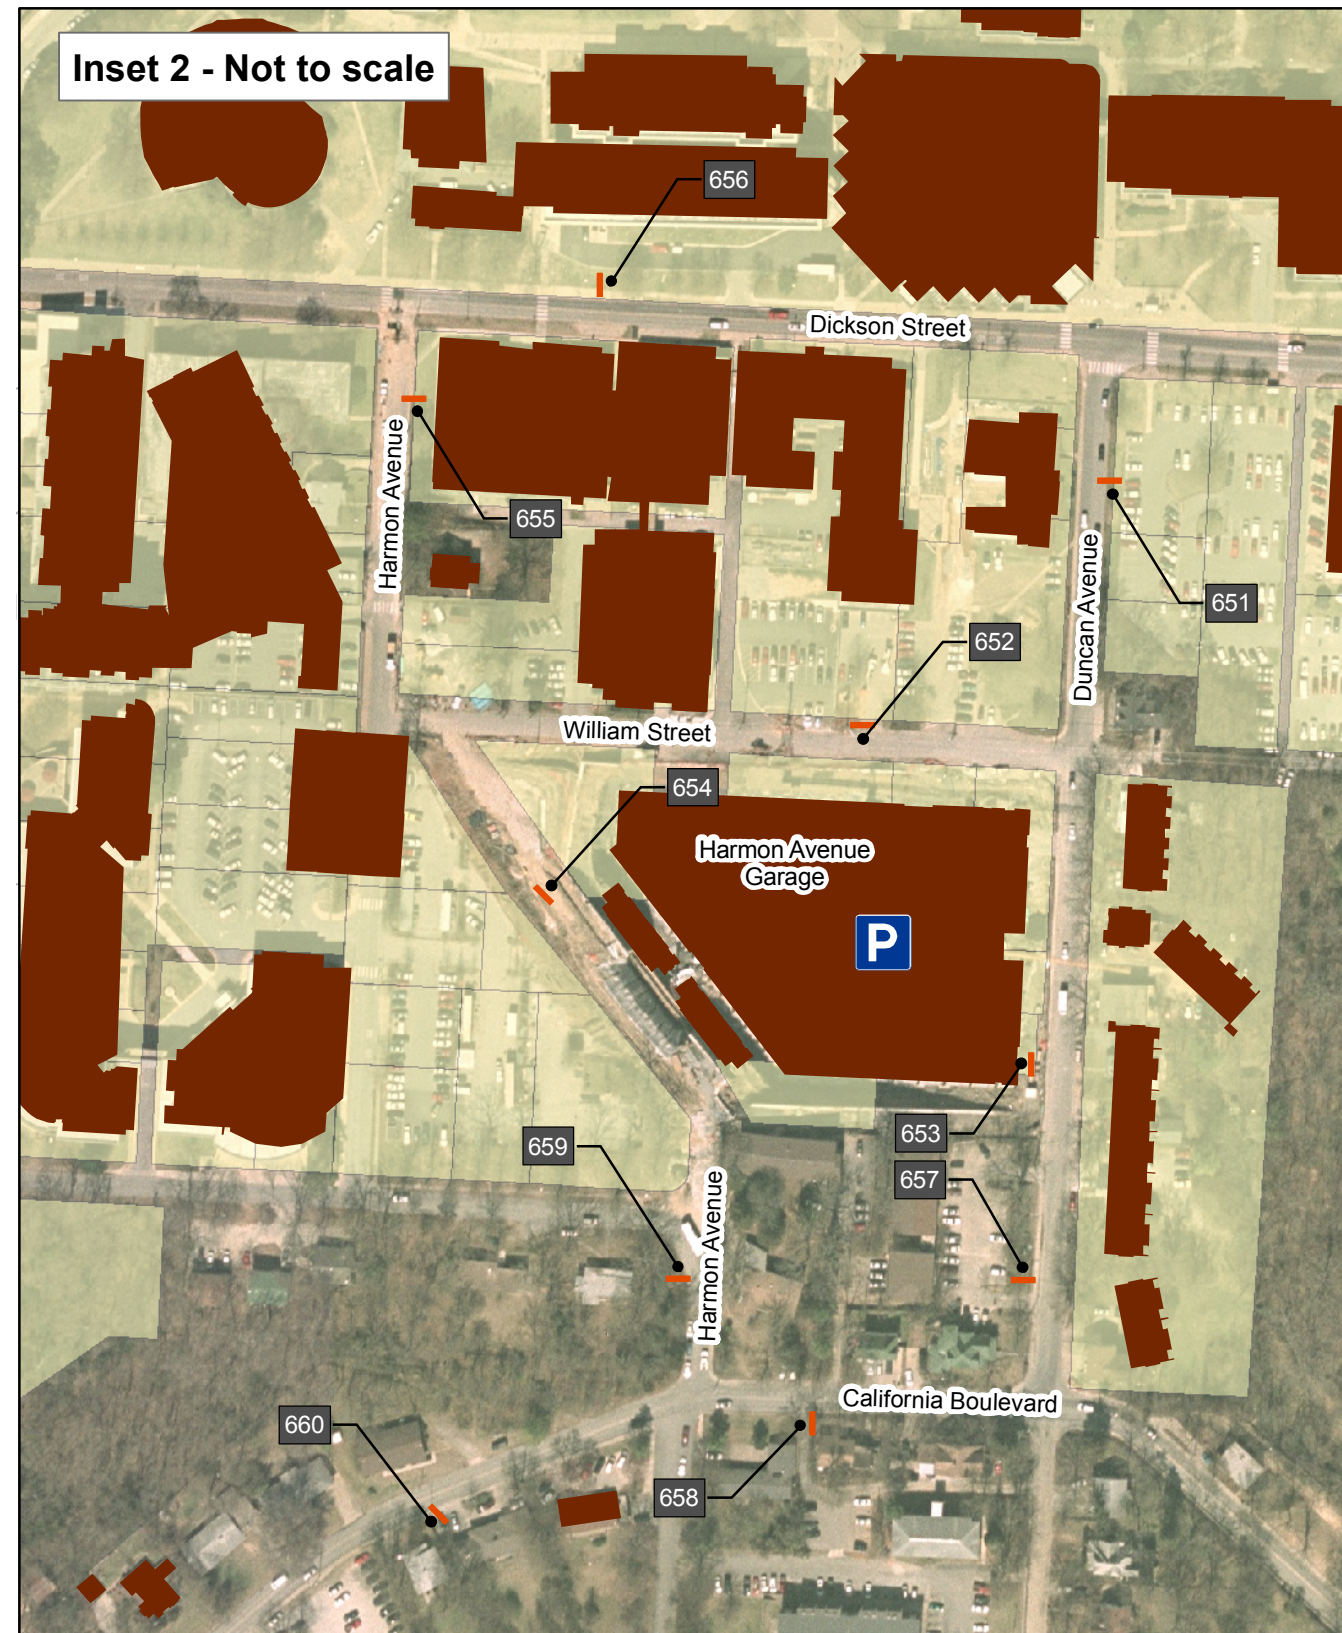 Inset 2 - Not to scale
656
Dickson Street
Harmon Avenue
655
651
Duncan Avenue
652
William Street
654
Harmon Avenue
Garage
P
653
659
657
Harmon Avenue
California Boulevard
660
658